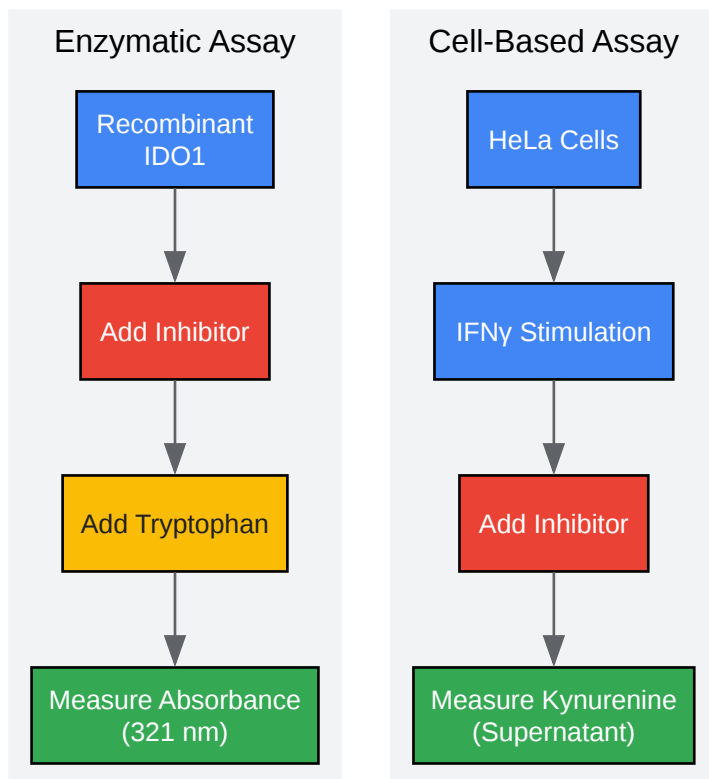 Enzymatic Assay
Recombinant
IDO1
Add Inhibitor
Add Tryptophan
Measure Absorbance
(321 nm)
Cell-Based Assay
HeLa Cells
IFNγ Stimulation
Add Inhibitor
Measure Kynurenine
(Supernatant)